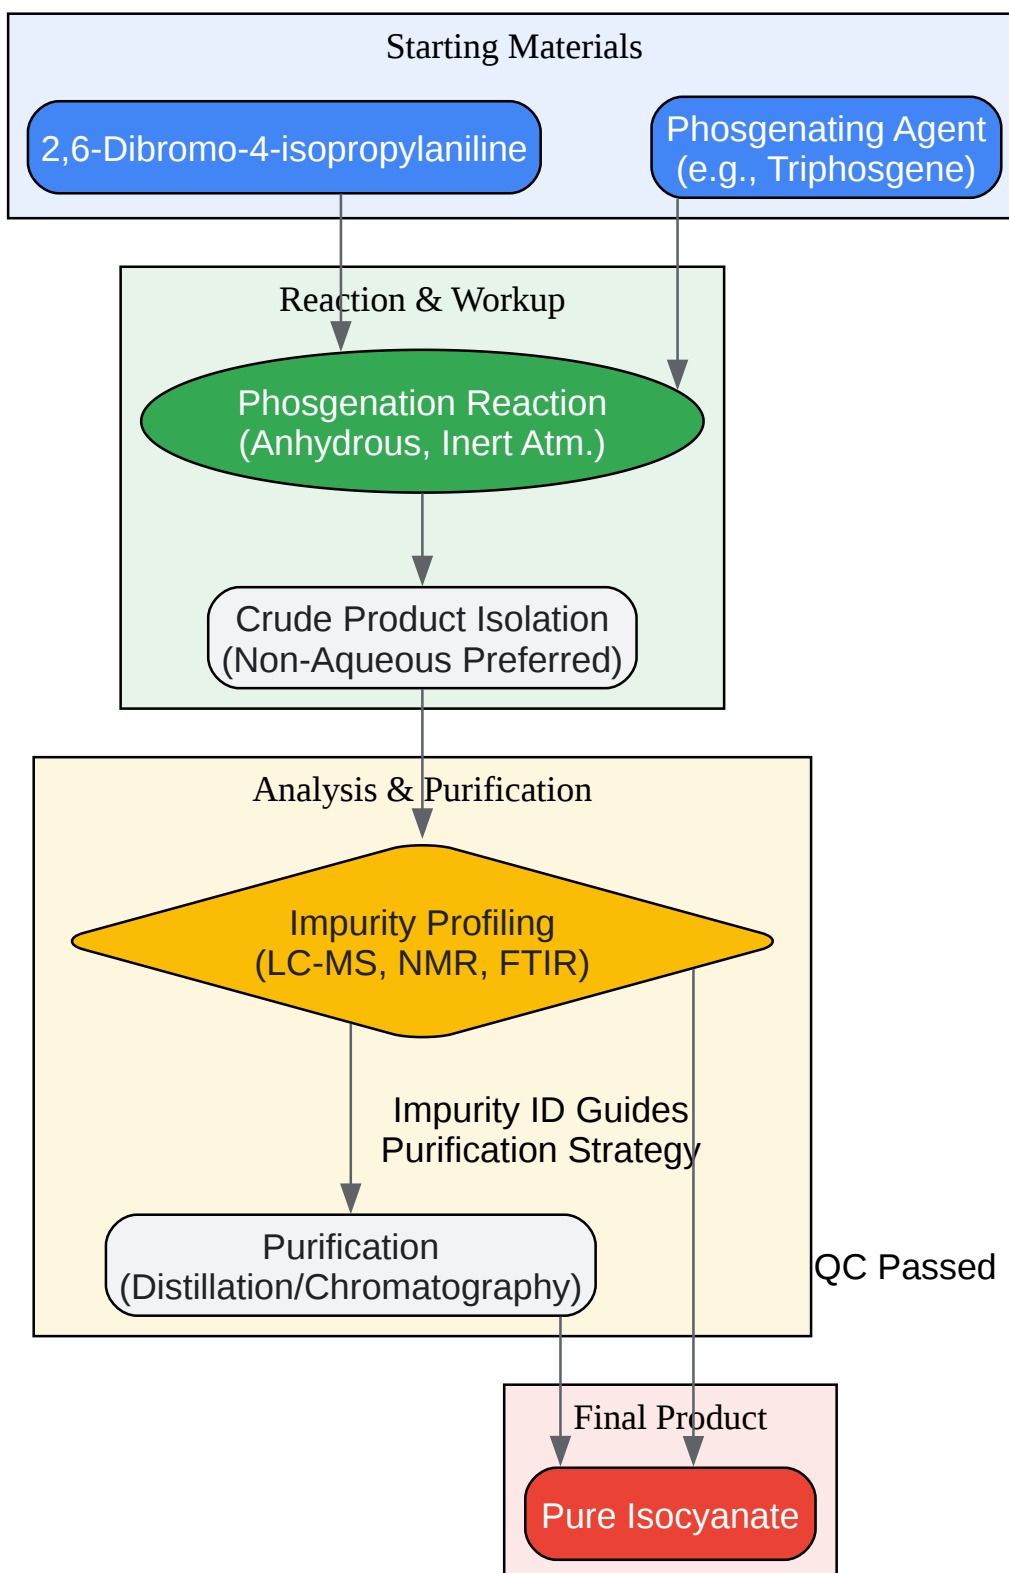 Starting Materials
2,6-Dibromo-4-isopropylaniline
Phosgenating Agent
(e.g., Triphosgene)
Reaction & Workup
Phosgenation Reaction
(Anhydrous, Inert Atm.)
Crude Product Isolation
(Non-Aqueous Preferred)
Analysis & Purification
Impurity Profiling
(LC-MS, NMR, FTIR)
Impurity ID Guides
Purification Strategy
Purification
(Distillation/Chromatography)
QC Passed
Final Product
Pure Isocyanate